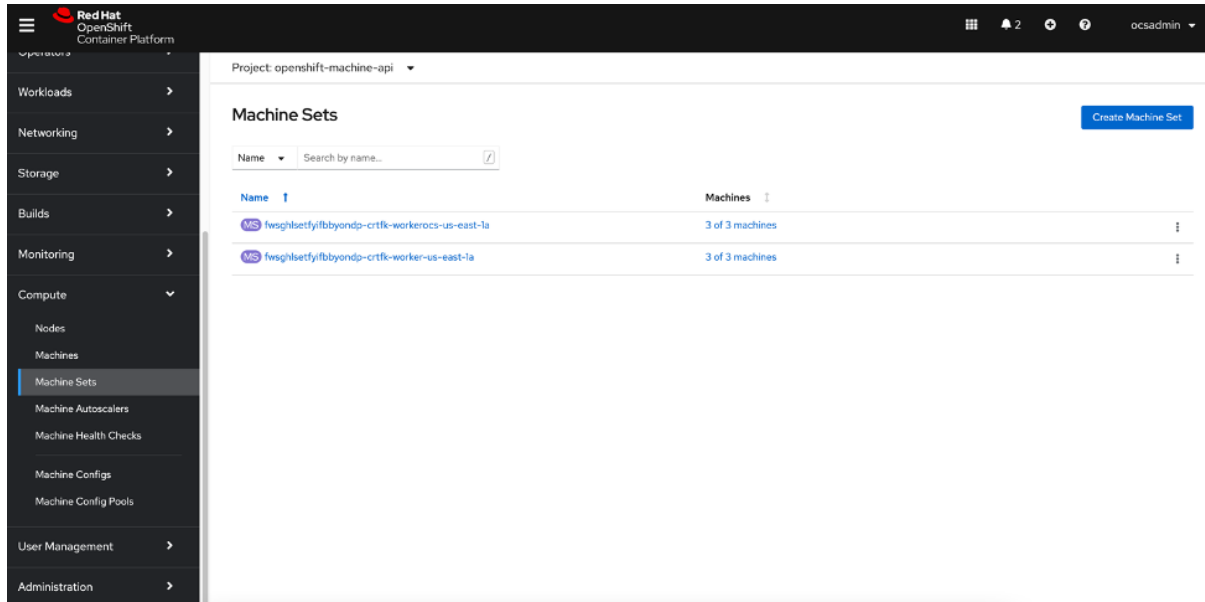 Red Hat
OpenShift
Container Platform
2
ocsadmin
Operators
Workloads
Networking
Storage
Builds
Monitoring
Compute
Nodes
Machines
Machine Sets
Machine Autoscalers
Machine Health Checks
Machine Configs
Machine Config Pools
User Management
Administration
Project: openshift-machine-api
Machine Sets
Create Machine Set
Name Search by name... /
Name Machines
MS fwsghlsetfyifbbyondp-crtfk-workerocs-us-east-1a 3 of 3 machines
MS fwsghlsetfyifbbyondp-crtfk-worker-us-east-1a 3 of 3 machines